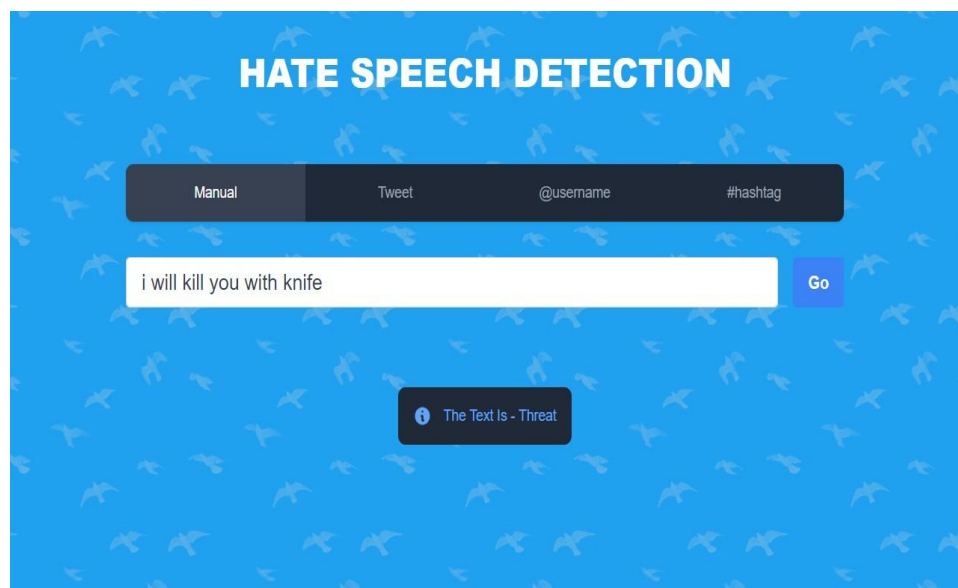 HATE SPEECH DETECTION
Manual Tweet @username #hashtag
i will kill you with knife Go
The Text Is - Threat